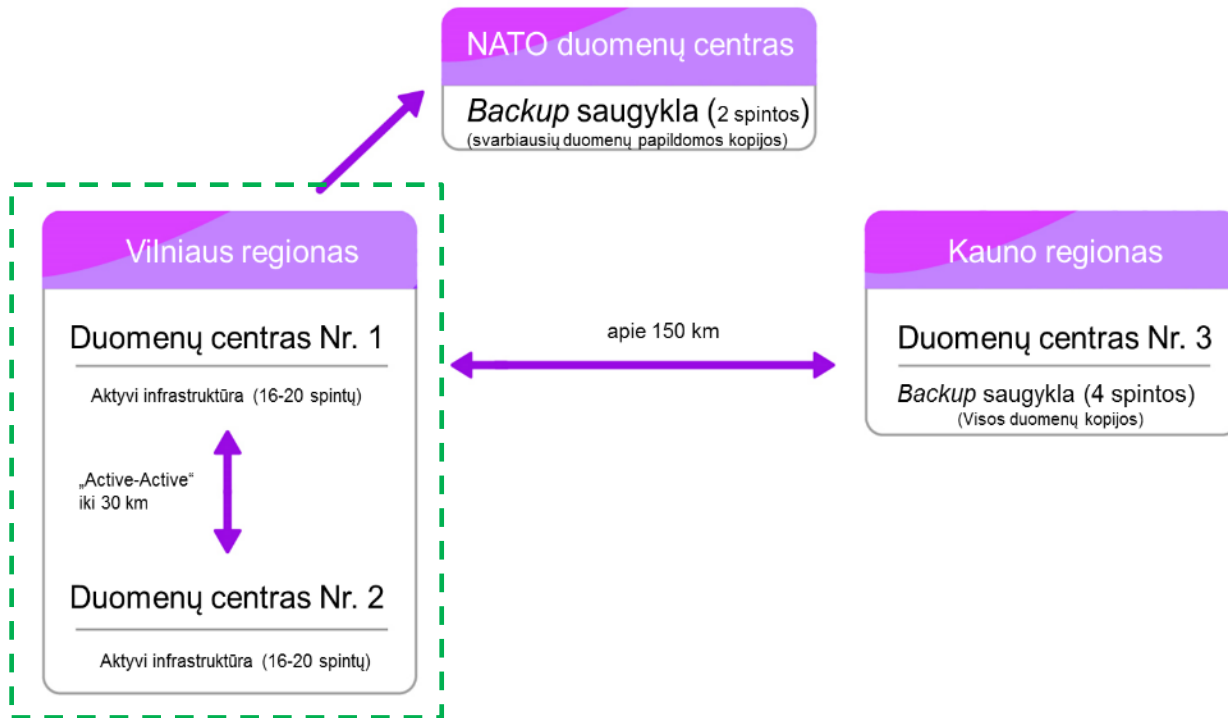 NATO duomenų centras
Backup saugykla (2 spintos)
(svarbiausių duomenų papildomos kopijos)
Vilniaus regionas
Duomenų centras Nr. 1
Aktyvi infrastruktūra (16-20 spintų)
„Active-Active“
iki 30 km
Duomenų centras Nr. 2
Aktyvi infrastruktūra (16-20 spintų)
apie 150 km
Kauno regionas
Duomenų centras Nr. 3
Backup saugykla (4 spintos)
(Visos duomenų kopijos)